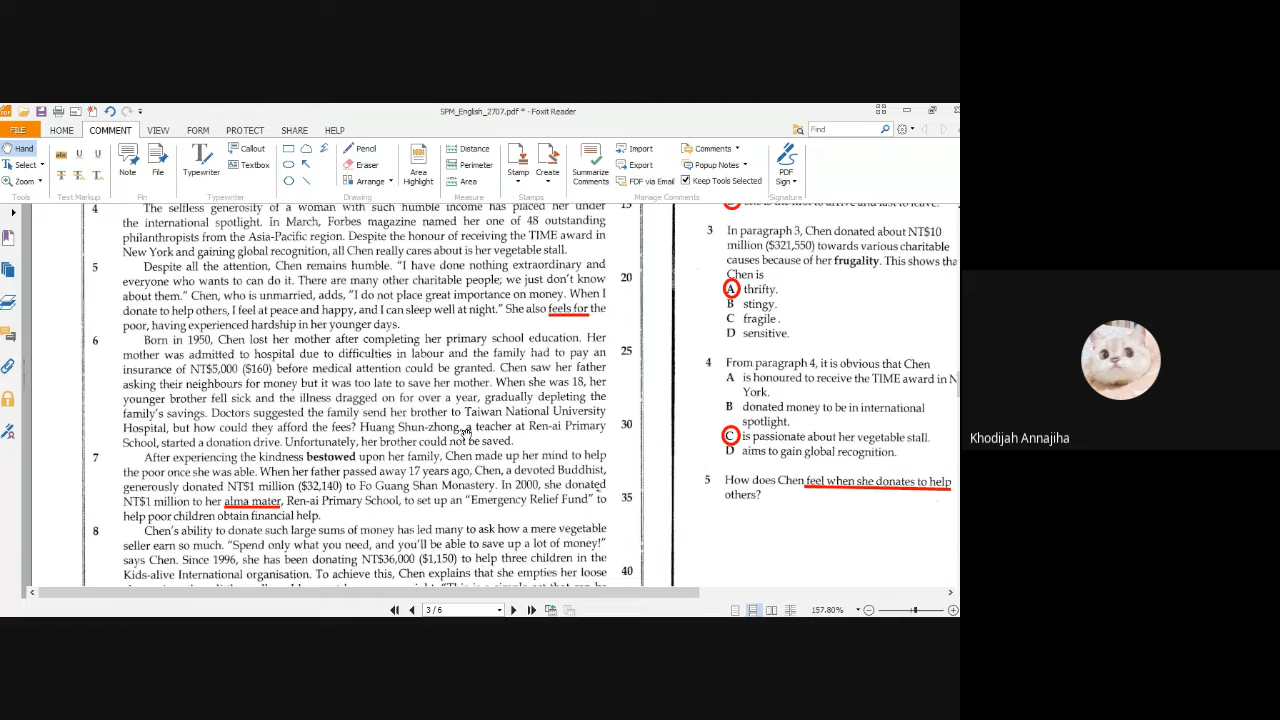 SPM_English_2707.pdf * - Foxit Reader
FILE HOME COMMENT VIEW FORM PROTECT SHARE HELP
Find
Hand
Select
Zoom
Tools
Text Markup
Note
File
Pin
Typewriter
Callout
Textbox
Typewriter
Pencil
Eraser
Arrange
Drawing
Area Highlight
Distance
Perimeter
Area
Measure
Stamp
Create
Stamps
Summarize Comments
Import
Export
FDF via Email
Comments
Popup Notes
Keep Tools Selected
Manage Comments
PDF Sign
Signature
4 The selfless generosity of a woman with such humble income has placed her under
the international spotlight. In March, Forbes magazine named her one of 48 outstanding
philanthropists from the Asia-Pacific region. Despite the honour of receiving the TIME award in
New York and gaining global recognition, all Chen really cares about is her vegetable stall.
5 Despite all the attention, Chen remains humble. "I have done nothing extraordinary and
everyone who wants to can do it. There are many other charitable people; we just don't know 20
about them." Chen, who is unmarried, adds, "I do not place great importance on money. When I
donate to help others, I feel at peace and happy, and I can sleep well at night." She also feels for the
poor, having experienced hardship in her younger days.
6 Born in 1950, Chen lost her mother after completing her primary school education. Her
mother was admitted to hospital due to difficulties in labour and the family had to pay an 25
insurance of NT$5,000 ($160) before medical attention could be granted. Chen saw her father
asking their neighbours for money but it was too late to save her mother. When she was 18, her
younger brother fell sick and the illness dragged on for over a year, gradually depleting the
family's savings. Doctors suggested the family send her brother to Taiwan National University
Hospital, but how could they afford the fees? Huang Shun-zhong, a teacher at Ren-ai Primary 30
School, started a donation drive. Unfortunately, her brother could not be saved.
7 After experiencing the kindness bestowed upon her family, Chen made up her mind to help
the poor once she was able. When her father passed away 17 years ago, Chen, a devoted Buddhist,
generously donated NT$1 million ($32,140) to Fo Guang Shan Monastery. In 2000, she donated
NT$1 million to her alma mater, Ren-ai Primary School, to set up an "Emergency Relief Fund" to 35
help poor children obtain financial help.
8 Chen's ability to donate such large sums of money has led many to ask how a mere vegetable
seller earn so much. "Spend only what you need, and you'll be able to save up a lot of money!"
says Chen. Since 1996, she has been donating NT$36,000 ($1,150) to help three children in the
Kids-alive International organisation. To achieve this, Chen explains that she empties her loose 40
3 In paragraph 3, Chen donated about NT$10
million ($321,550) towards various charitable
causes because of her frugality. This shows tha
Chen is
A thrifty.
B stingy.
C fragile .
D sensitive.
4 From paragraph 4, it is obvious that Chen
A is honoured to receive the TIME award in N
York.
B donated money to be in international
spotlight.
C is passionate about her vegetable stall.
D aims to gain global recognition.
5 How does Chen feel when she donates to help
others?
3 / 6
157.80%
Khodijah Annajiha